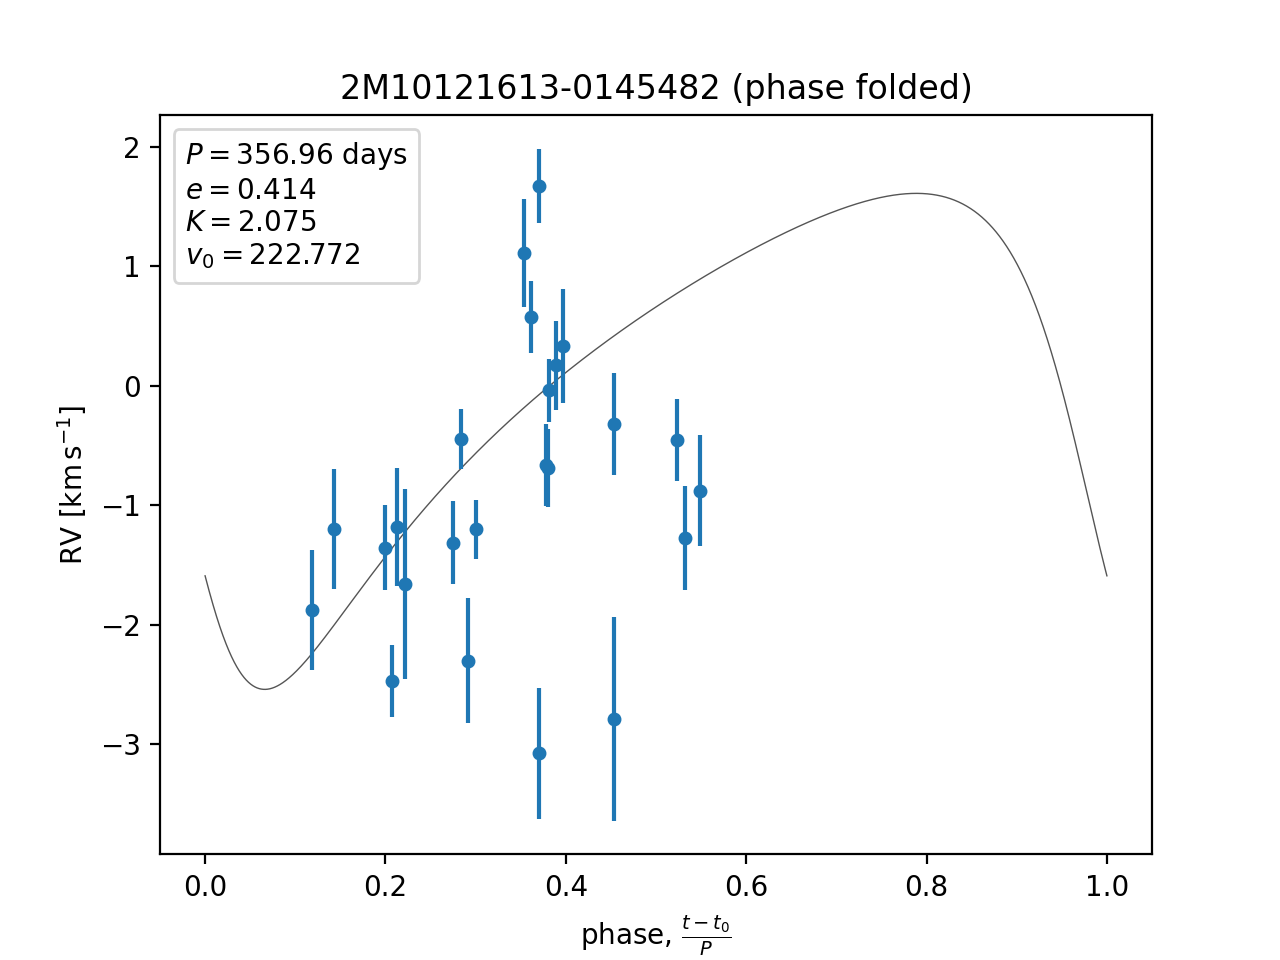 2M10121613-0145482 (phase folded)
P = 356.96 days
e = 0.414
K = 2.075
v₀ = 222.772
2
1
0
−1
−2
−3
RV [km s⁻¹]
0.0 0.2 0.4 0.6 0.8 1.0
phase, (t − t₀)/P